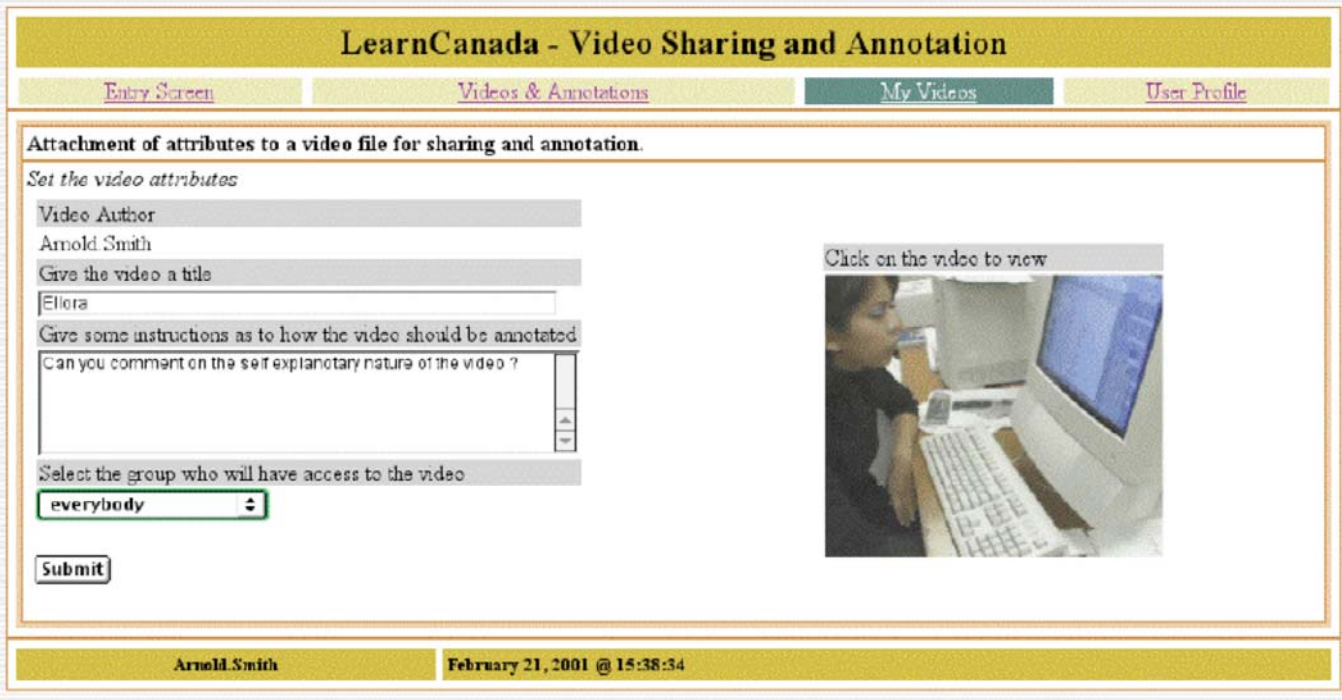 LearnCanada - Video Sharing and Annotation
Entry Screen Videos & Annotations My Videos User Profile
Attachment of attributes to a video file for sharing and annotation.
Set the video attributes
Video Author
Arnold.Smith
Give the video a title
Ellora
Click on the video to view
Give some instructions as to how the video should be annotated
Can you comment on the self explanotary nature of the video ?
Select the group who will have access to the video
everybody
Submit
Arnold.Smith February 21, 2001 @ 15:38:34